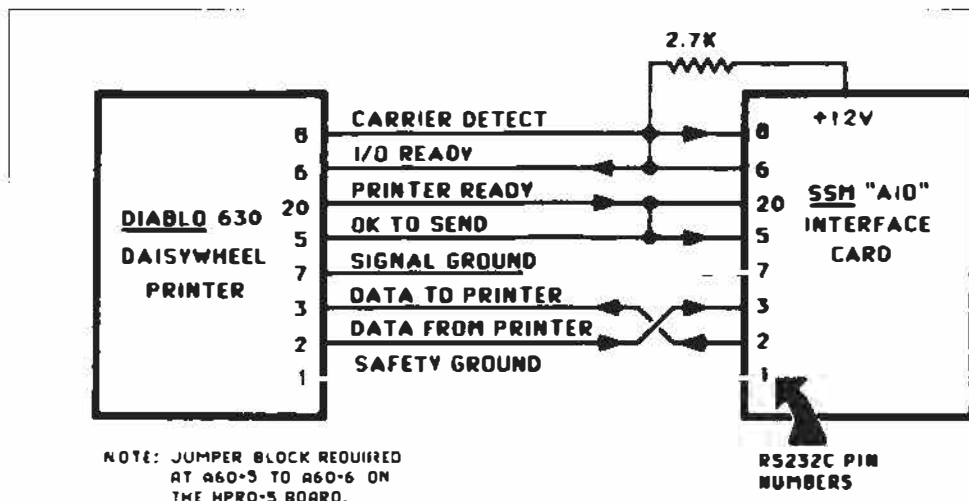 2.7K
+12V
8 CARRIER DETECT 8
6 I/O READY 6
20 PRINTER READY 20
5 OK TO SEND 5
7 SIGNAL GROUND 7
3 DATA TO PRINTER 3
2 DATA FROM PRINTER 2
1 SAFETY GROUND 1
DIABLO 630
DAISYWHEEL
PRINTER
SSM "AIO"
INTERFACE
CARD
NOTE: JUMPER BLOCK REQUIRED
AT A60-5 TO A60-6 ON
THE HPRO-5 BOARD.
RS232C PIN
NUMBERS